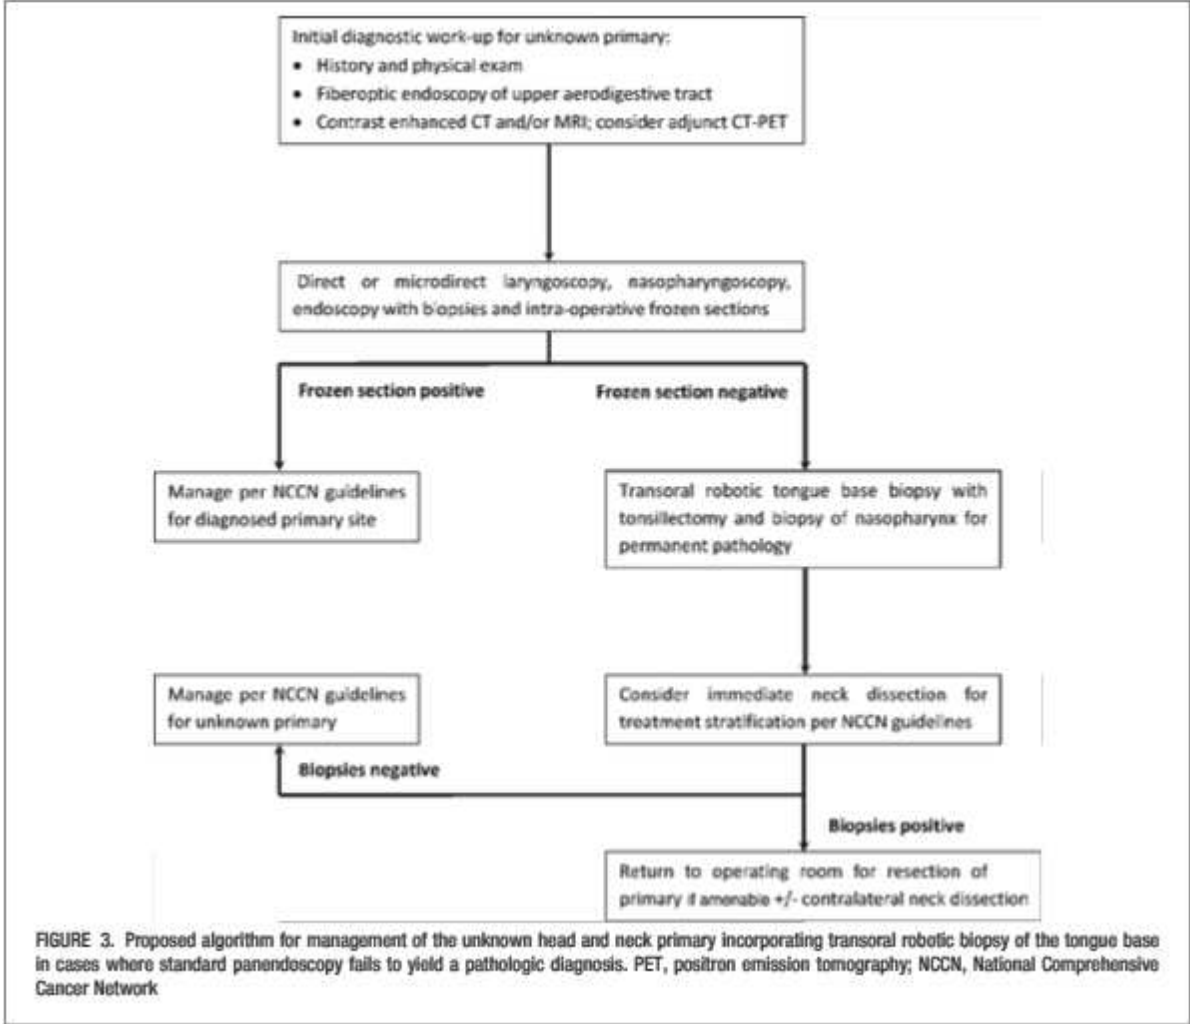 Initial diagnostic work-up for unknown primary:
• History and physical exam
• Fiberoptic endoscopy of upper aerodigestive tract
• Contrast enhanced CT and/or MRI; consider adjunct CT-PET
Direct or microdirect laryngoscopy, nasopharyngoscopy,
endoscopy with biopsies and intra-operative frozen sections
Frozen section positive
Frozen section negative
Manage per NCCN guidelines
for diagnosed primary site
Transoral robotic tongue base biopsy with
tonsillectomy and biopsy of nasopharynx for
permanent pathology
Manage per NCCN guidelines
for unknown primary
Consider immediate neck dissection for
treatment stratification per NCCN guidelines
Biopsies negative
Biopsies positive
Return to operating room for resection of
primary if amenable +/- contralateral neck dissection
FIGURE 3. Proposed algorithm for management of the unknown head and neck primary incorporating transoral robotic biopsy of the tongue base
in cases where standard panendoscopy fails to yield a pathologic diagnosis. PET, positron emission tomography; NCCN, National Comprehensive
Cancer Network